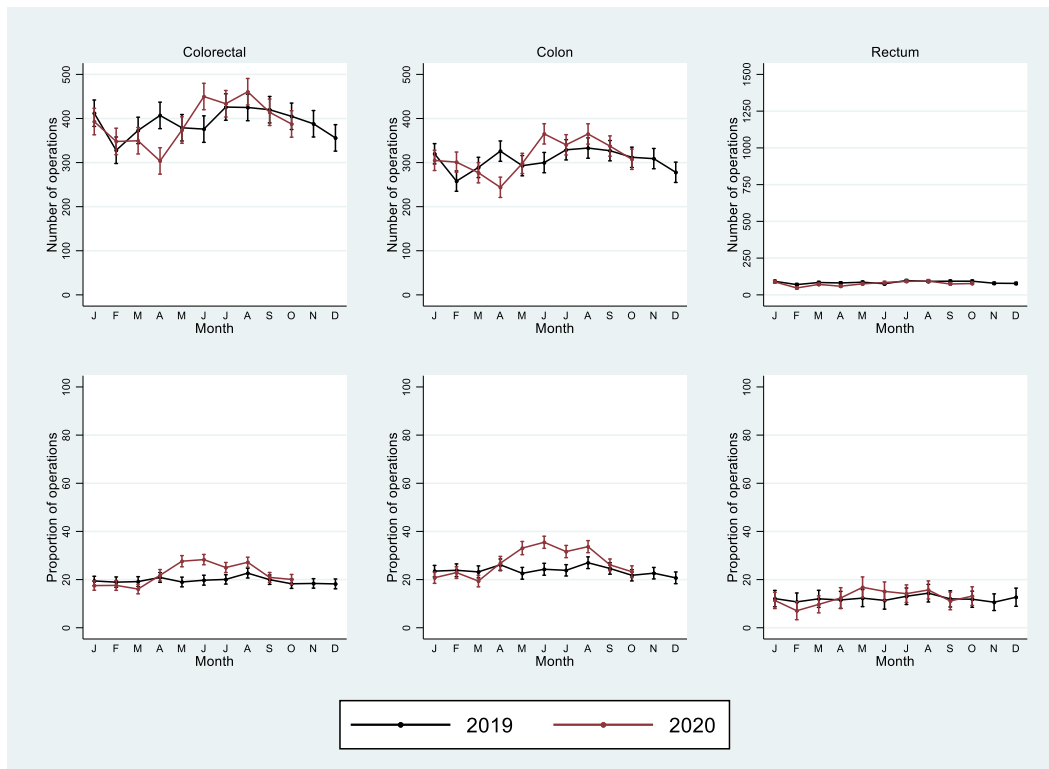 Colorectal
Number of operations
500
400
300
200
100
0
J F M A M J J A S O N D
Month
Colon
Number of operations
500
400
300
200
100
0
J F M A M J J A S O N D
Month
Rectum
Number of operations
1500
1250
1000
750
500
250
0
J F M A M J J A S O N D
Month
Proportion of operations
100
80
60
40
20
0
J F M A M J J A S O N D
Month
Proportion of operations
100
80
60
40
20
0
J F M A M J J A S O N D
Month
Proportion of operations
100
80
60
40
20
0
J F M A M J J A S O N D
Month
2019 2020